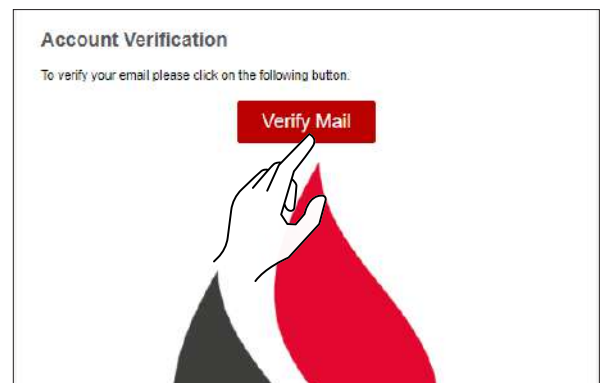 Account Verification
To verify your email please click on the following button.
Verify Mail